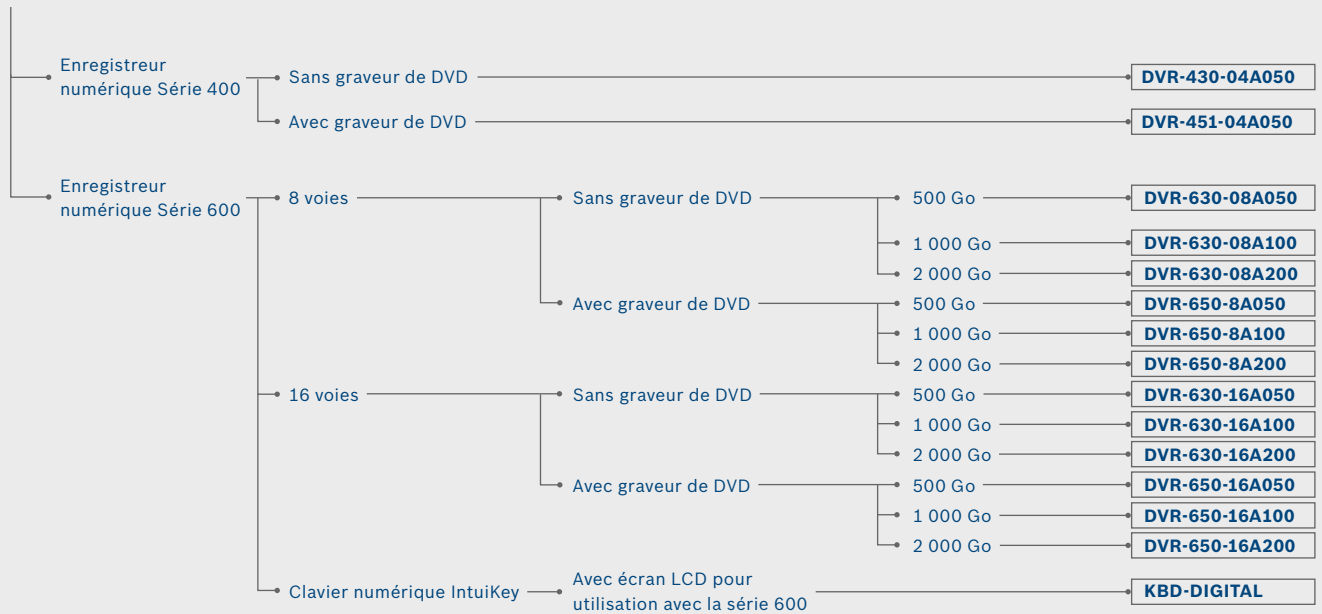 Enregistreur
numérique Série 400
Sans graveur de DVD
DVR-430-04A050
Avec graveur de DVD
DVR-451-04A050
Enregistreur
numérique Série 600
8 voies
Sans graveur de DVD
500 Go
DVR-630-08A050
1 000 Go
DVR-630-08A100
2 000 Go
DVR-630-08A200
Avec graveur de DVD
500 Go
DVR-650-8A050
1 000 Go
DVR-650-8A100
2 000 Go
DVR-650-8A200
16 voies
Sans graveur de DVD
500 Go
DVR-630-16A050
1 000 Go
DVR-630-16A100
2 000 Go
DVR-630-16A200
Avec graveur de DVD
500 Go
DVR-650-16A050
1 000 Go
DVR-650-16A100
2 000 Go
DVR-650-16A200
Clavier numérique IntuiKey
Avec écran LCD pour
utilisation avec la série 600
KBD-DIGITAL